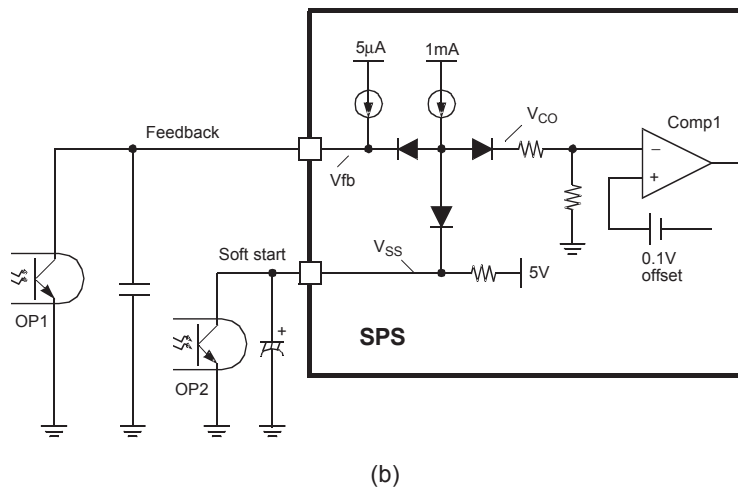 5μA
1mA
Feedback
Vfb
VCO
Comp1
−
+
0.1V
offset
Soft start
VSS
5V
OP1
OP2
+
SPS
(b)